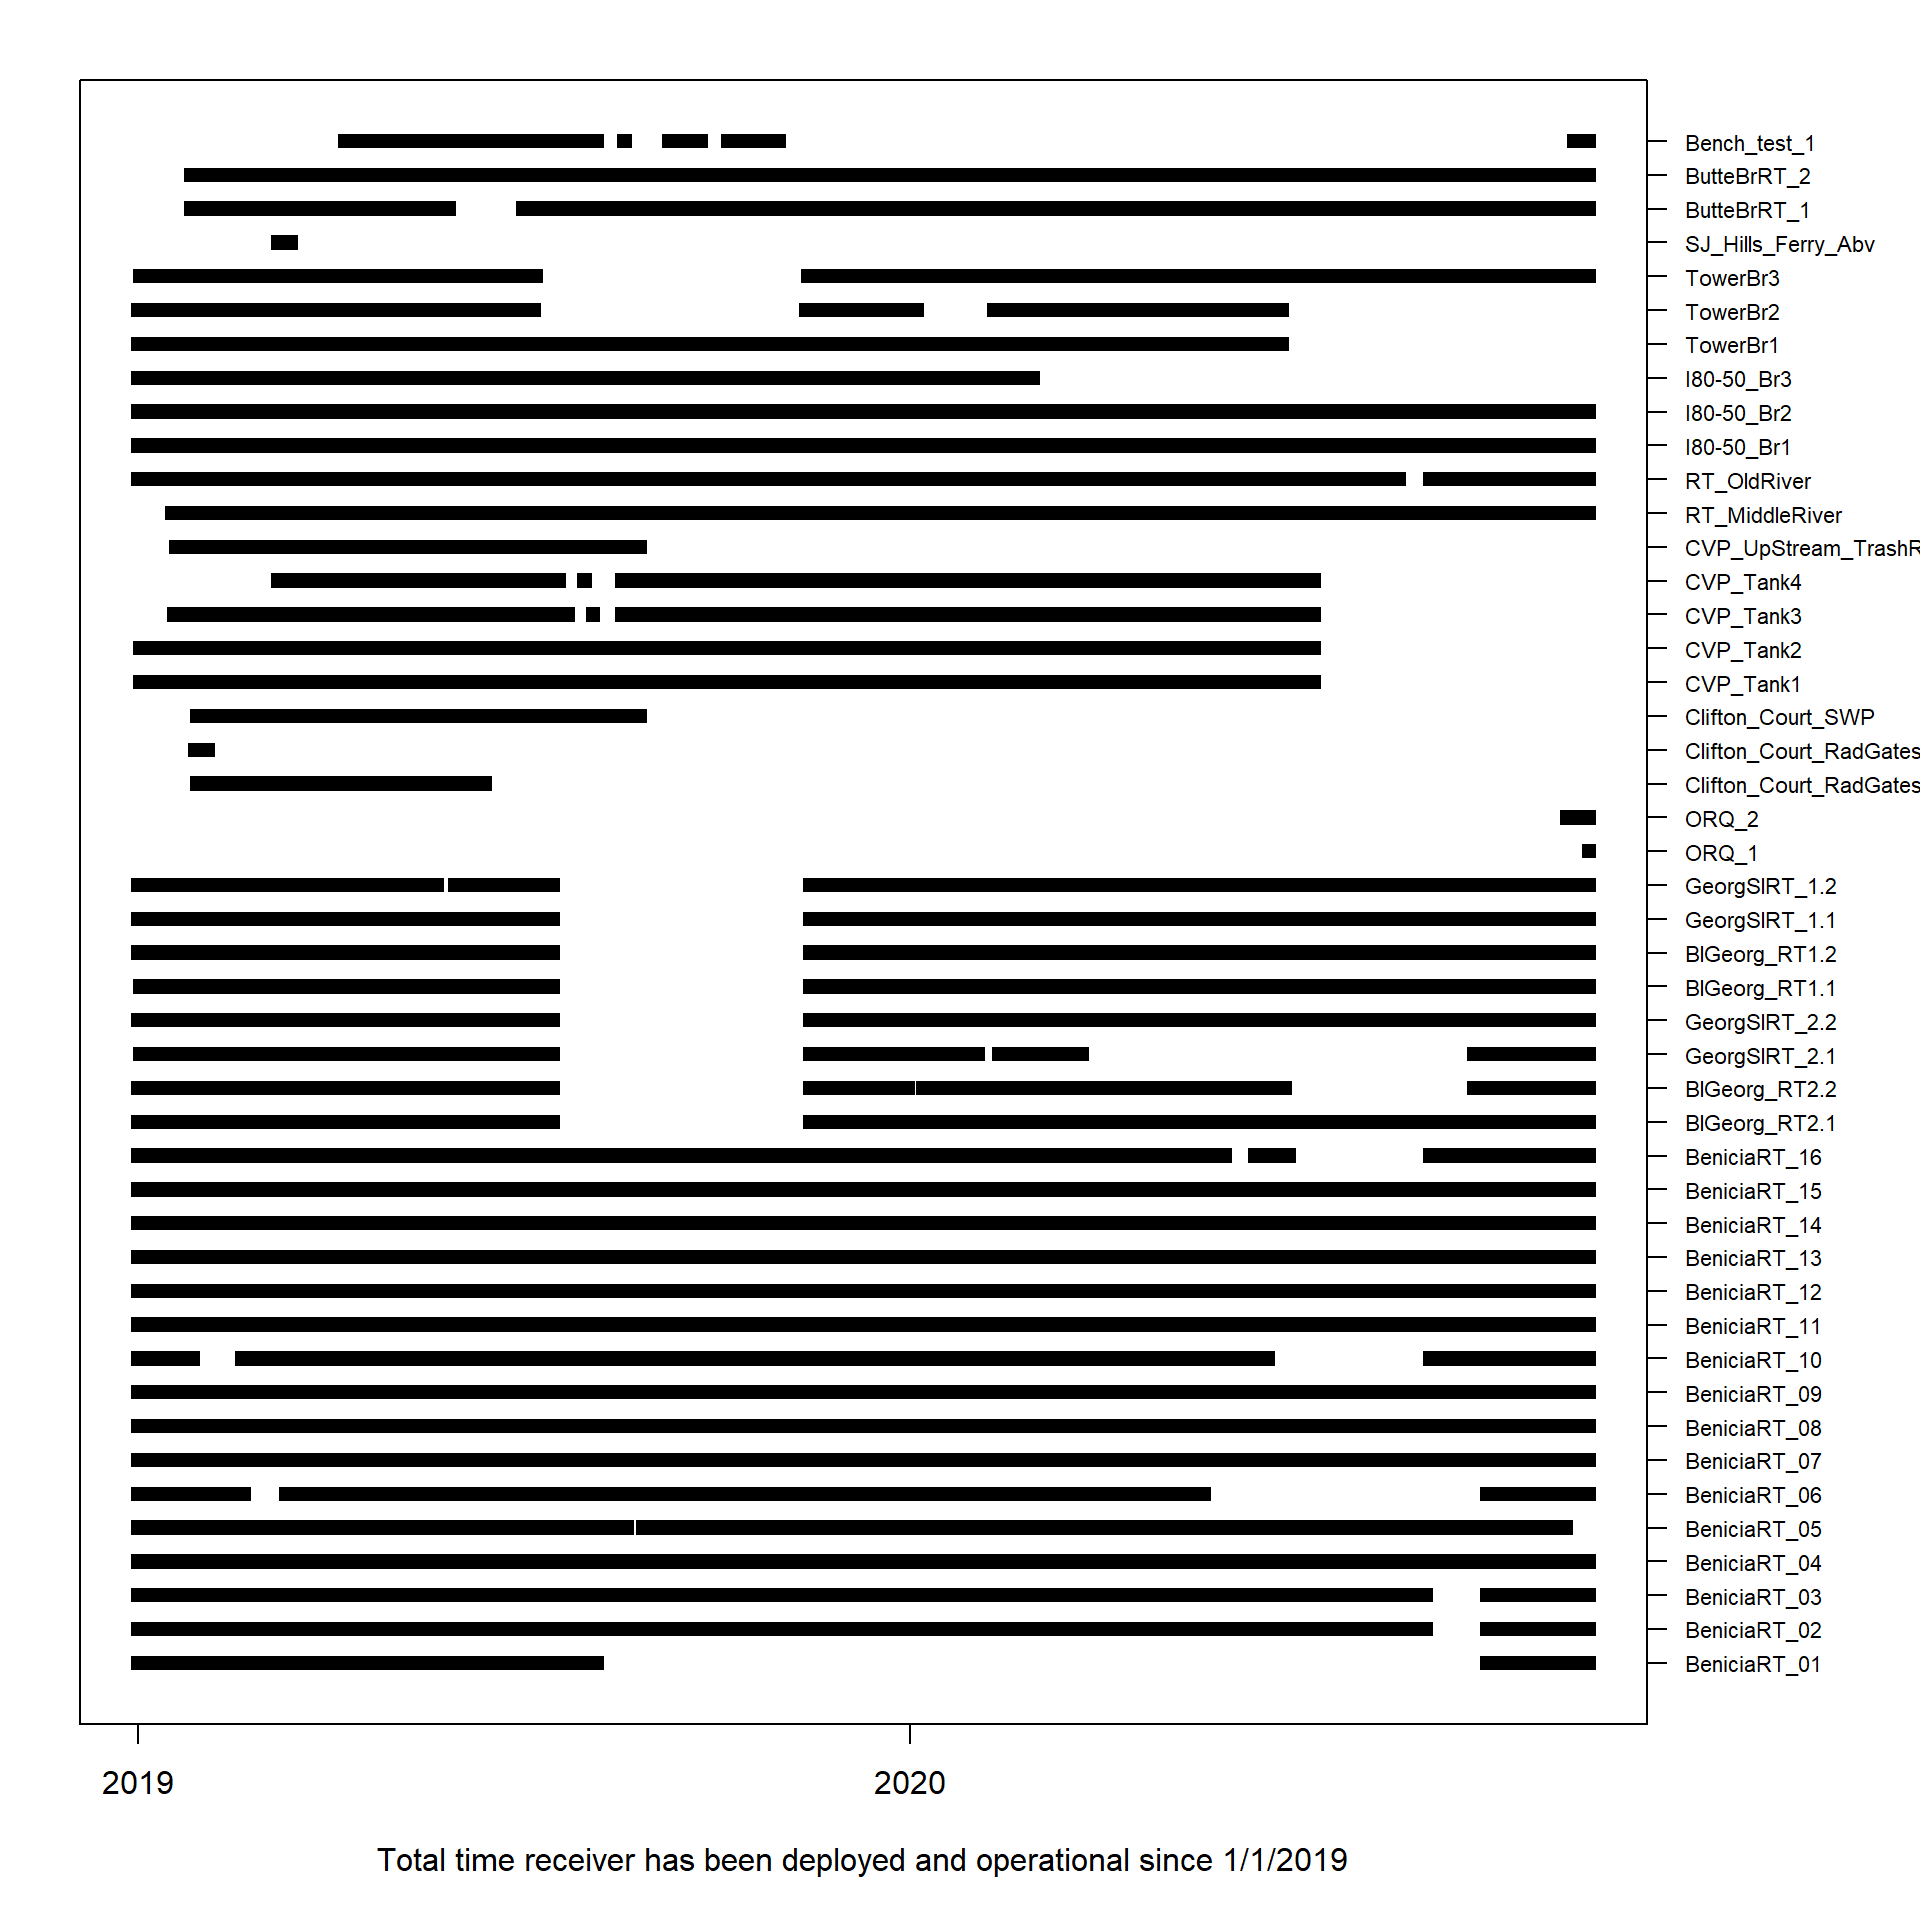 Bench_test_1
ButteBrRT_2
ButteBrRT_1
SJ_Hills_Ferry_Abv
TowerBr3
TowerBr2
TowerBr1
I80-50_Br3
I80-50_Br2
I80-50_Br1
RT_OldRiver
RT_MiddleRiver
CVP_UpStream_TrashR
CVP_Tank4
CVP_Tank3
CVP_Tank2
CVP_Tank1
Clifton_Court_SWP
Clifton_Court_RadGates
Clifton_Court_RadGates
ORQ_2
ORQ_1
GeorgSlRT_1.2
GeorgSlRT_1.1
BlGeorg_RT1.2
BlGeorg_RT1.1
GeorgSlRT_2.2
GeorgSlRT_2.1
BlGeorg_RT2.2
BlGeorg_RT2.1
BeniciaRT_16
BeniciaRT_15
BeniciaRT_14
BeniciaRT_13
BeniciaRT_12
BeniciaRT_11
BeniciaRT_10
BeniciaRT_09
BeniciaRT_08
BeniciaRT_07
BeniciaRT_06
BeniciaRT_05
BeniciaRT_04
BeniciaRT_03
BeniciaRT_02
BeniciaRT_01
2019 2020
Total time receiver has been deployed and operational since 1/1/2019